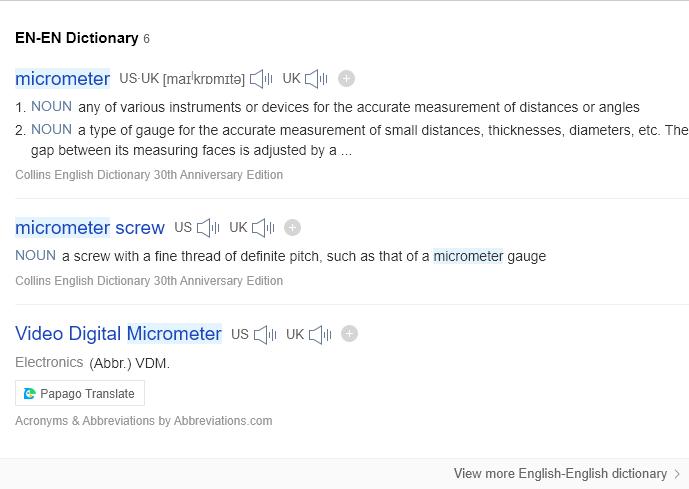 EN-EN Dictionary 6
micrometer US·UK [maɪˈkrɒmɪtə] UK
1. NOUN any of various instruments or devices for the accurate measurement of distances or angles
2. NOUN a type of gauge for the accurate measurement of small distances, thicknesses, diameters, etc. The
gap between its measuring faces is adjusted by a ...
Collins English Dictionary 30th Anniversary Edition
micrometer screw US UK
NOUN a screw with a fine thread of definite pitch, such as that of a micrometer gauge
Collins English Dictionary 30th Anniversary Edition
Video Digital Micrometer US UK
Electronics (Abbr.) VDM.
Papago Translate
Acronyms & Abbreviations by Abbreviations.com
View more English-English dictionary